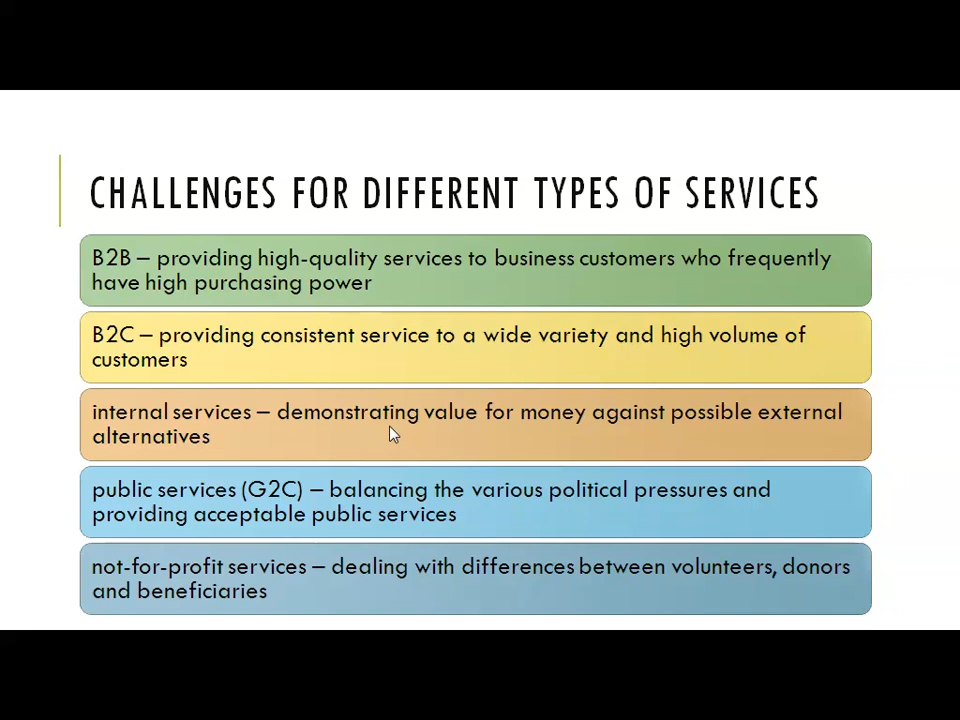 CHALLENGES FOR DIFFERENT TYPES OF SERVICES
B2B – providing high-quality services to business customers who frequently
have high purchasing power
B2C – providing consistent service to a wide variety and high volume of
customers
internal services – demonstrating value for money against possible external
alternatives
public services (G2C) – balancing the various political pressures and
providing acceptable public services
not-for-profit services – dealing with differences between volunteers, donors
and beneficiaries